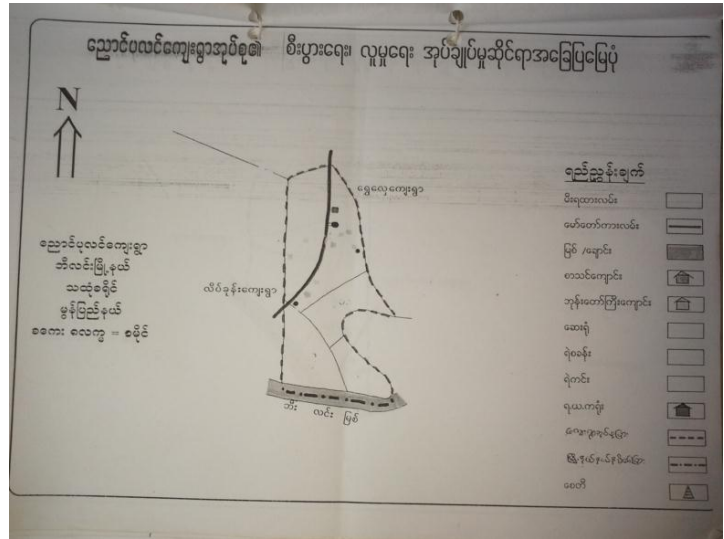 ညောင်ပုလင်ကျေးရွာအုပ်စု၏ စီးပွားရေး၊ လူမှုရေး အုပ်ချုပ်မှုဆိုင်ရာအခြေပြမြေပုံ
N
ရည်ညွှန်းချက်
မီးရထားလမ်း
မော်တော်ကားလမ်း
မြစ် /ချောင်း
စာသင်ကျောင်း
ဘုန်းတော်ကြီးကျောင်း
ဆေးရုံ
ရဲစခန်း
ရဲကင်း
ရ.ယ.ကရုံး
စေတီ
ရွှေလှေကျေးရွာ
လိပ်ခုန်းကျေးရွာ
ညောင်ပုလင်ကျေးရွာ
ဘီလင်းမြို့နယ်
သထုံခရိုင်
မွန်ပြည်နယ်
စကေး ၈လက္မ = ၁မိုင်
ဘီး လင်း မြစ်